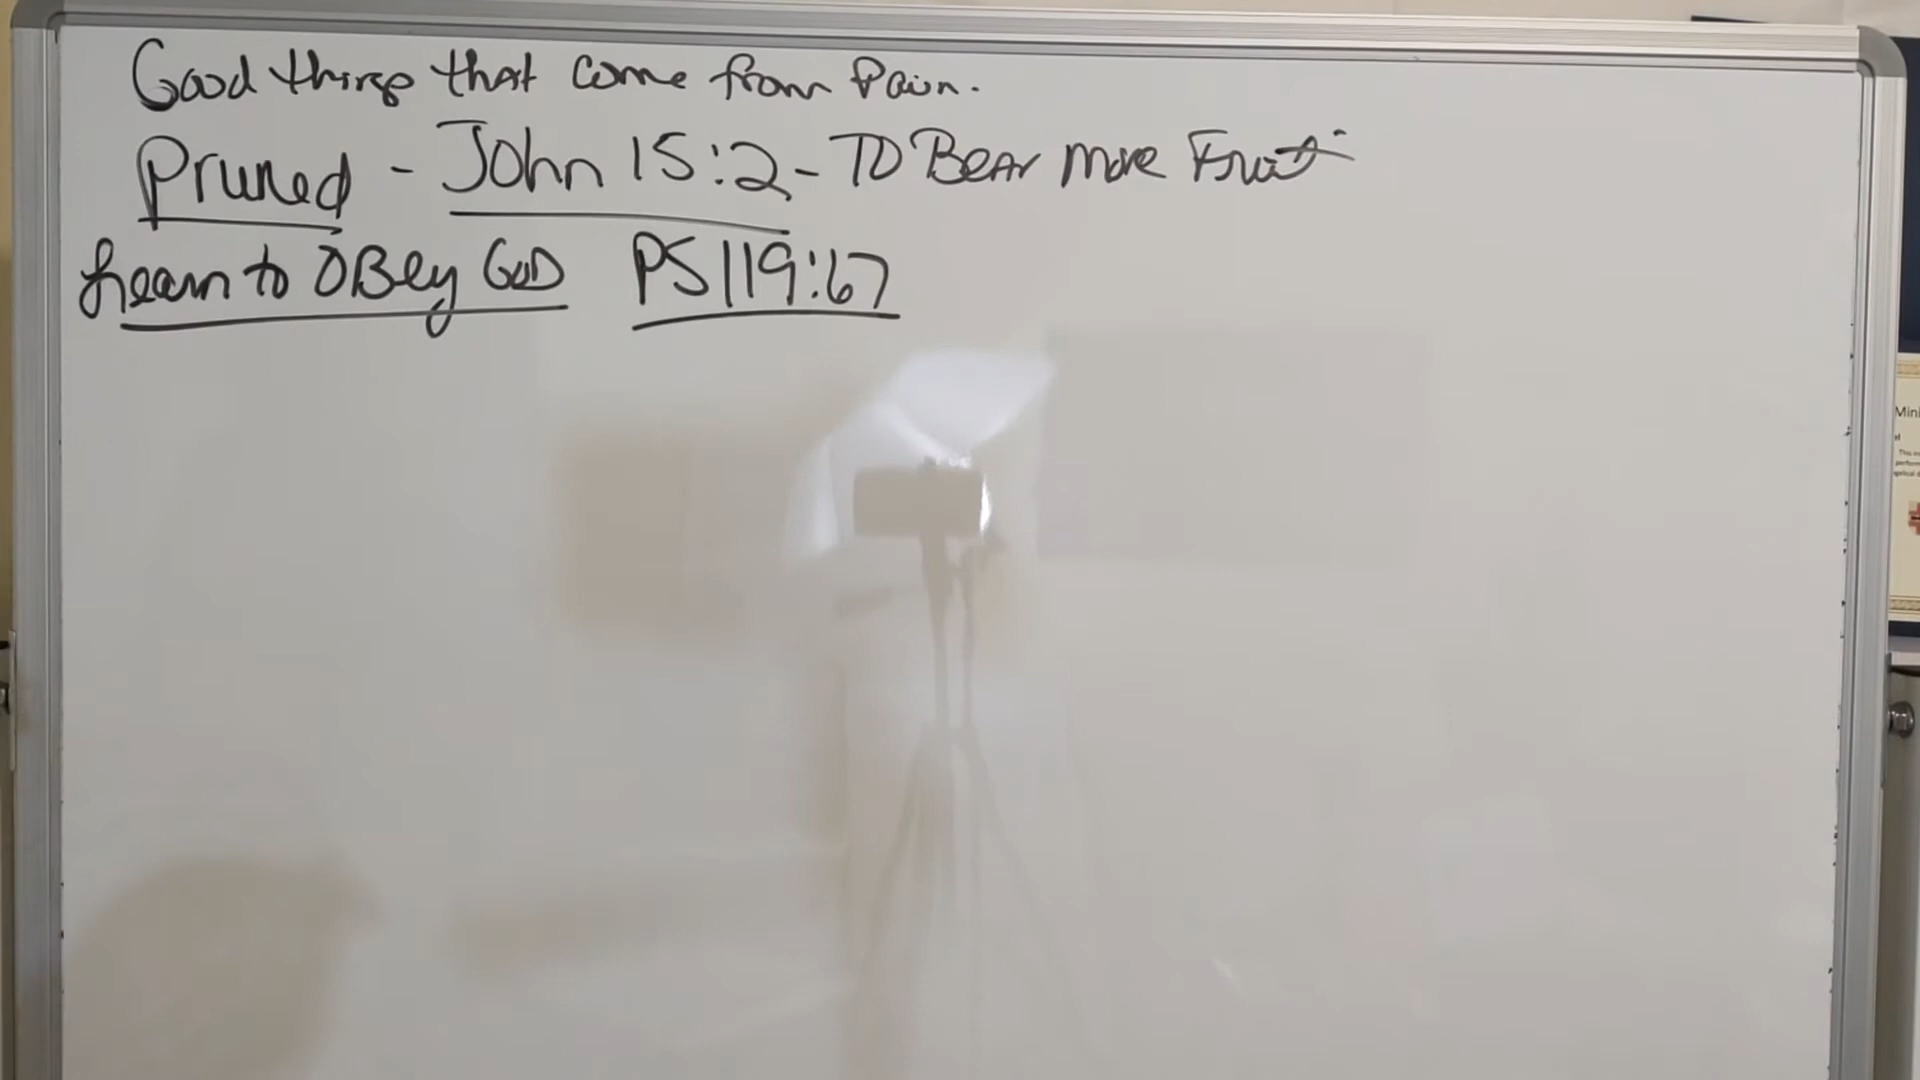 Good things that come from Pain.
Pruned - John 15:2 - TO Bear More Fruit
Learn to OBey GOD PS 119:67
Mini